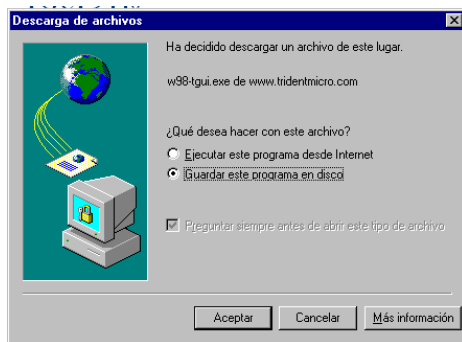 Descarga de archivos
Ha decidido descargar un archivo de este lugar.
w98-tgui.exe de www.tridentmicro.com
¿Qué desea hacer con este archivo?
Ejecutar este programa desde Internet
Guardar este programa en disco
Preguntar siempre antes de abrir este tipo de archivo
Aceptar Cancelar Más información